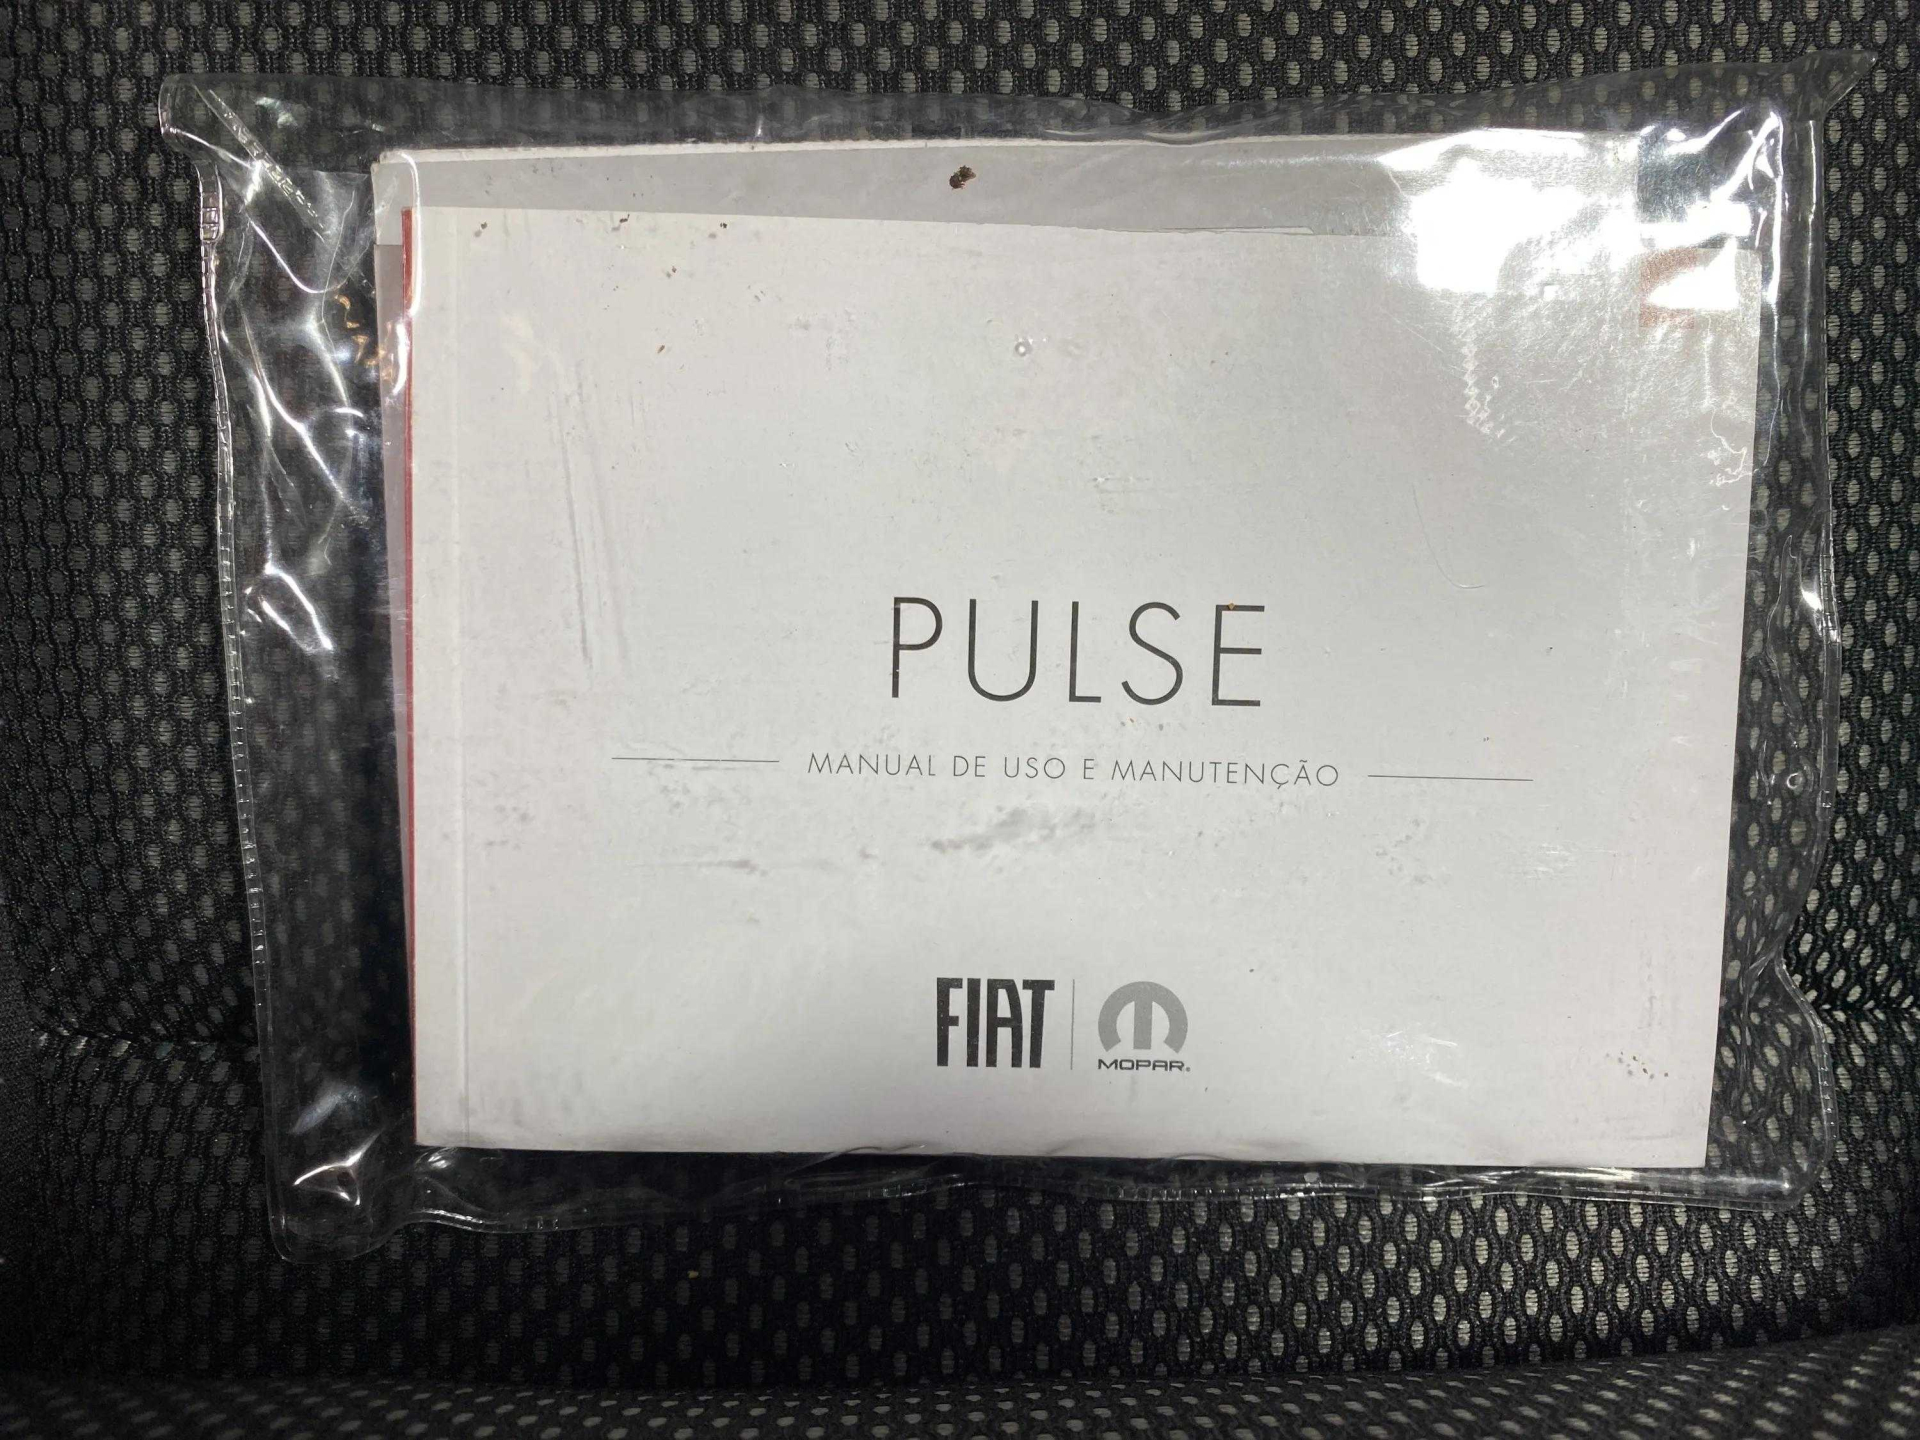 PULSE
MANUAL DE USO E MANUTENÇÃO
FIAT
MOPAR®